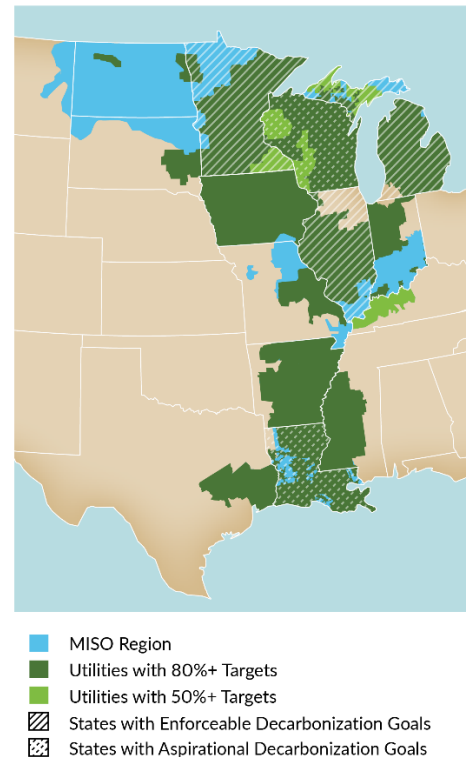 MISO Region
Utilities with 80%+ Targets
Utilities with 50%+ Targets
States with Enforceable Decarbonization Goals
States with Aspirational Decarbonization Goals